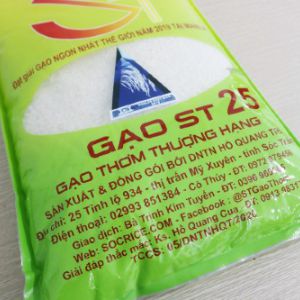 ST
Đạt giải GẠO NGON NHẤT THẾ GIỚI NĂM 2019 TẠI
GẠO ST 25
GẠO THƠM THƯỢNG HẠNG
SẢN XUẤT & ĐÓNG GÓI BỞI DNTN HỒ QUANG TRÍ
Địa chỉ: 25 Tỉnh lộ 934 - thị trấn Mỹ Xuyên - tỉnh Sóc
Điện thoại: 02993 851384 - Cô Thủy - ĐT: 0972
Giao dịch: Bà Trịnh Kim Tuyến - ĐT: 0396
Web: SOCRICE.COM - Facebook: @STGao
Giải đáp thắc mắc: Ks. Hồ Quang Cua - ĐT: 0913
TCCS: 05/DNTNHQT/2020